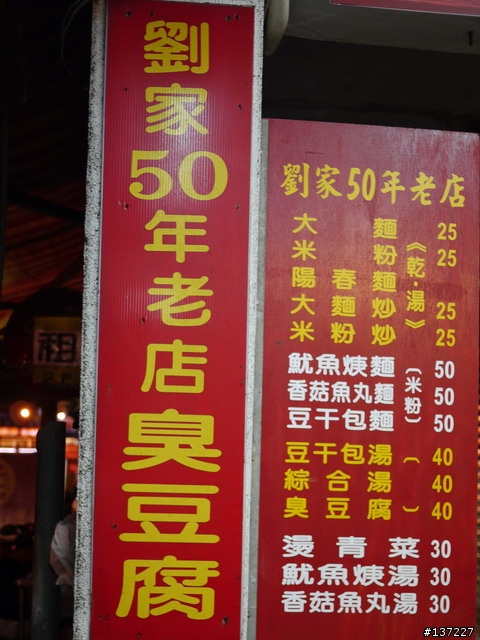 劉家50年老店臭豆腐
劉家50年老店
大麵 25
米粉 25
陽春麵
《乾·湯》
大麵炒 25
米粉炒 25
魷魚焿麵 50
香菇魚丸麵 50
豆干包麵 50
(米粉)
豆干包湯 ( 40
綜合湯 40
臭豆腐 ) 40
燙青菜 30
魷魚焿湯 30
香菇魚丸湯 30
租
#137227